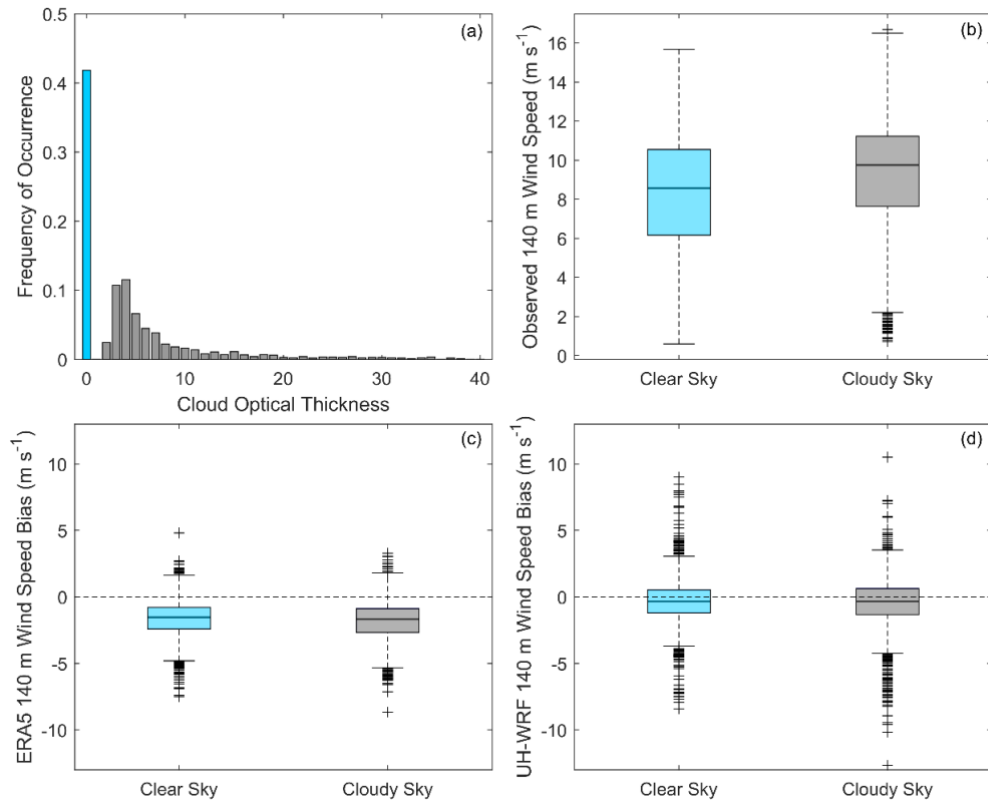 (a)
0.5
0.4
0.3
0.2
0.1
0
Frequency of Occurrence
0 10 20 30 40
Cloud Optical Thickness
(b)
16
14
12
10
8
6
4
2
0
Observed 140 m Wind Speed (m s⁻¹)
Clear Sky Cloudy Sky
(c)
10
5
0
-5
-10
ERA5 140 m Wind Speed Bias (m s⁻¹)
Clear Sky Cloudy Sky
(d)
10
5
0
-5
-10
UH-WRF 140 m Wind Speed Bias (m s⁻¹)
Clear Sky Cloudy Sky